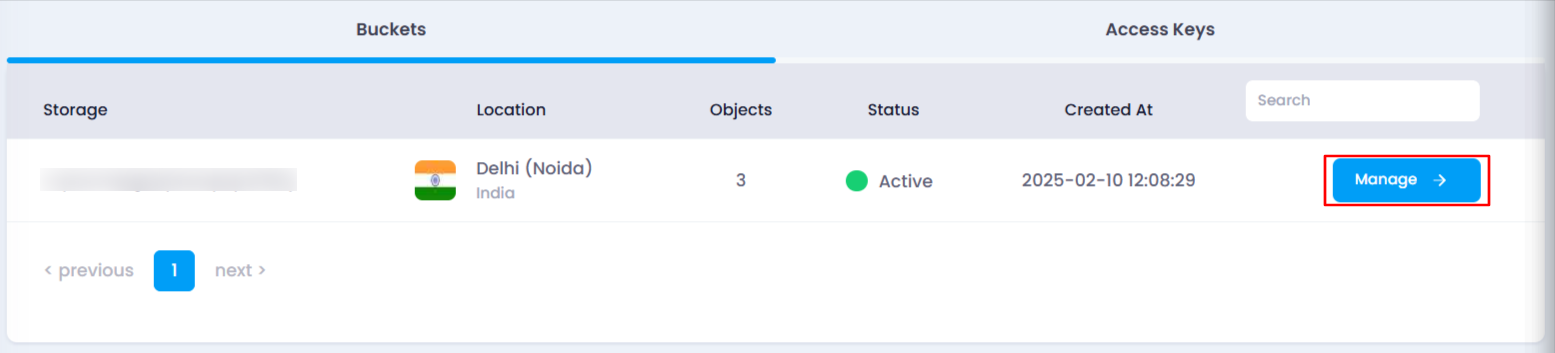 Buckets Access Keys
Storage Location Objects Status Created At Search
Delhi (Noida) 3 Active 2025-02-10 12:08:29 Manage →
India
< previous 1 next >